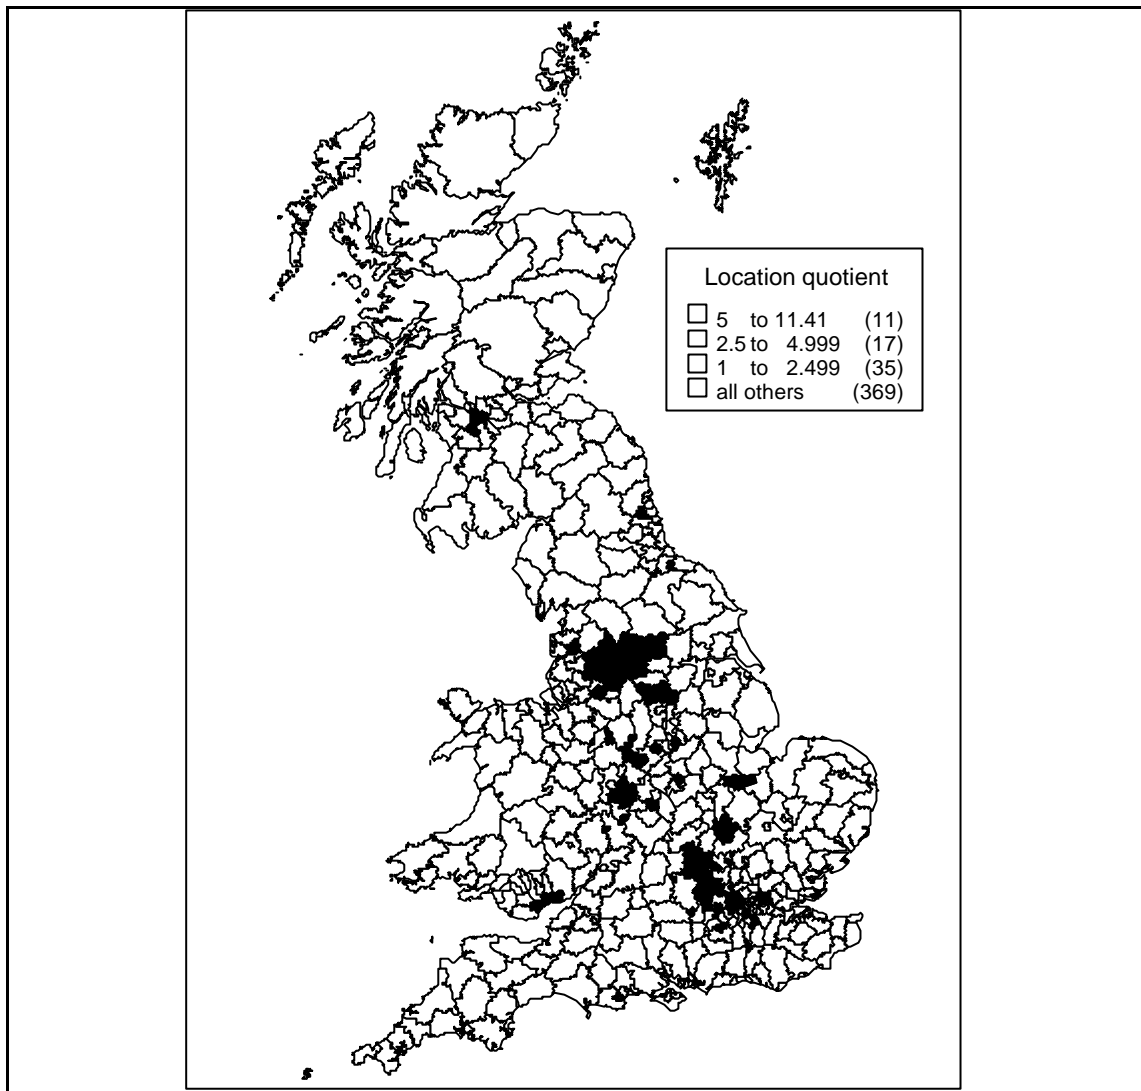 Location quotient
5 to 11.41 (11)
2.5 to 4.999 (17)
1 to 2.499 (35)
all others (369)